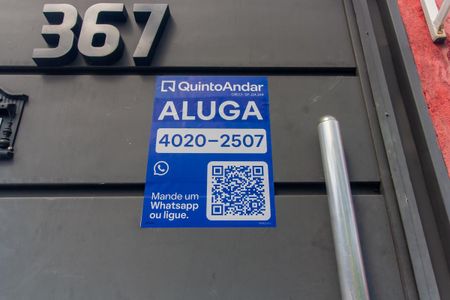 367
QuintoAndar
ALUGA
4020-2507
Mande um
Whatsapp
ou ligue.